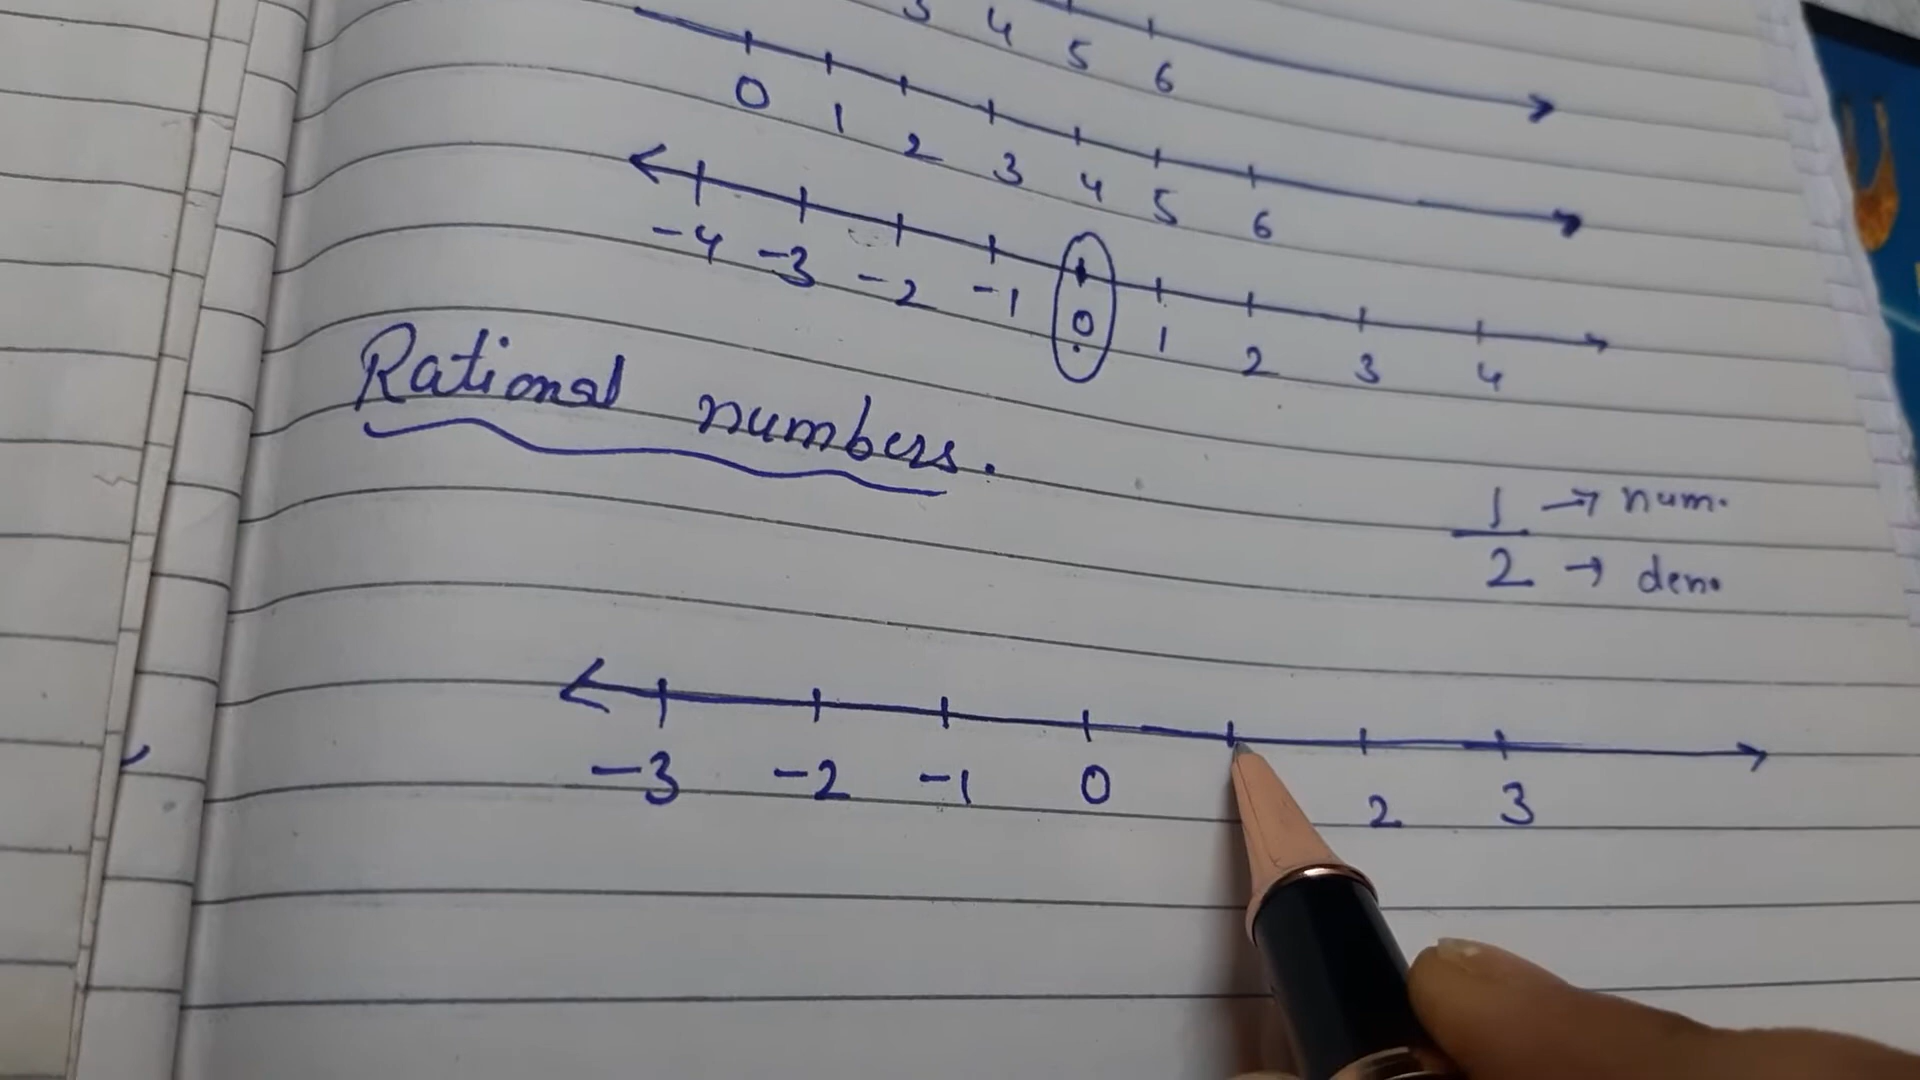 3 4 5 6
0 1 2 3 4 5 6
-4 -3 -2 -1 0 1 2 3 4
Rational numbers.
1 → num.
2 → den.
-3 -2 -1 0 2 3